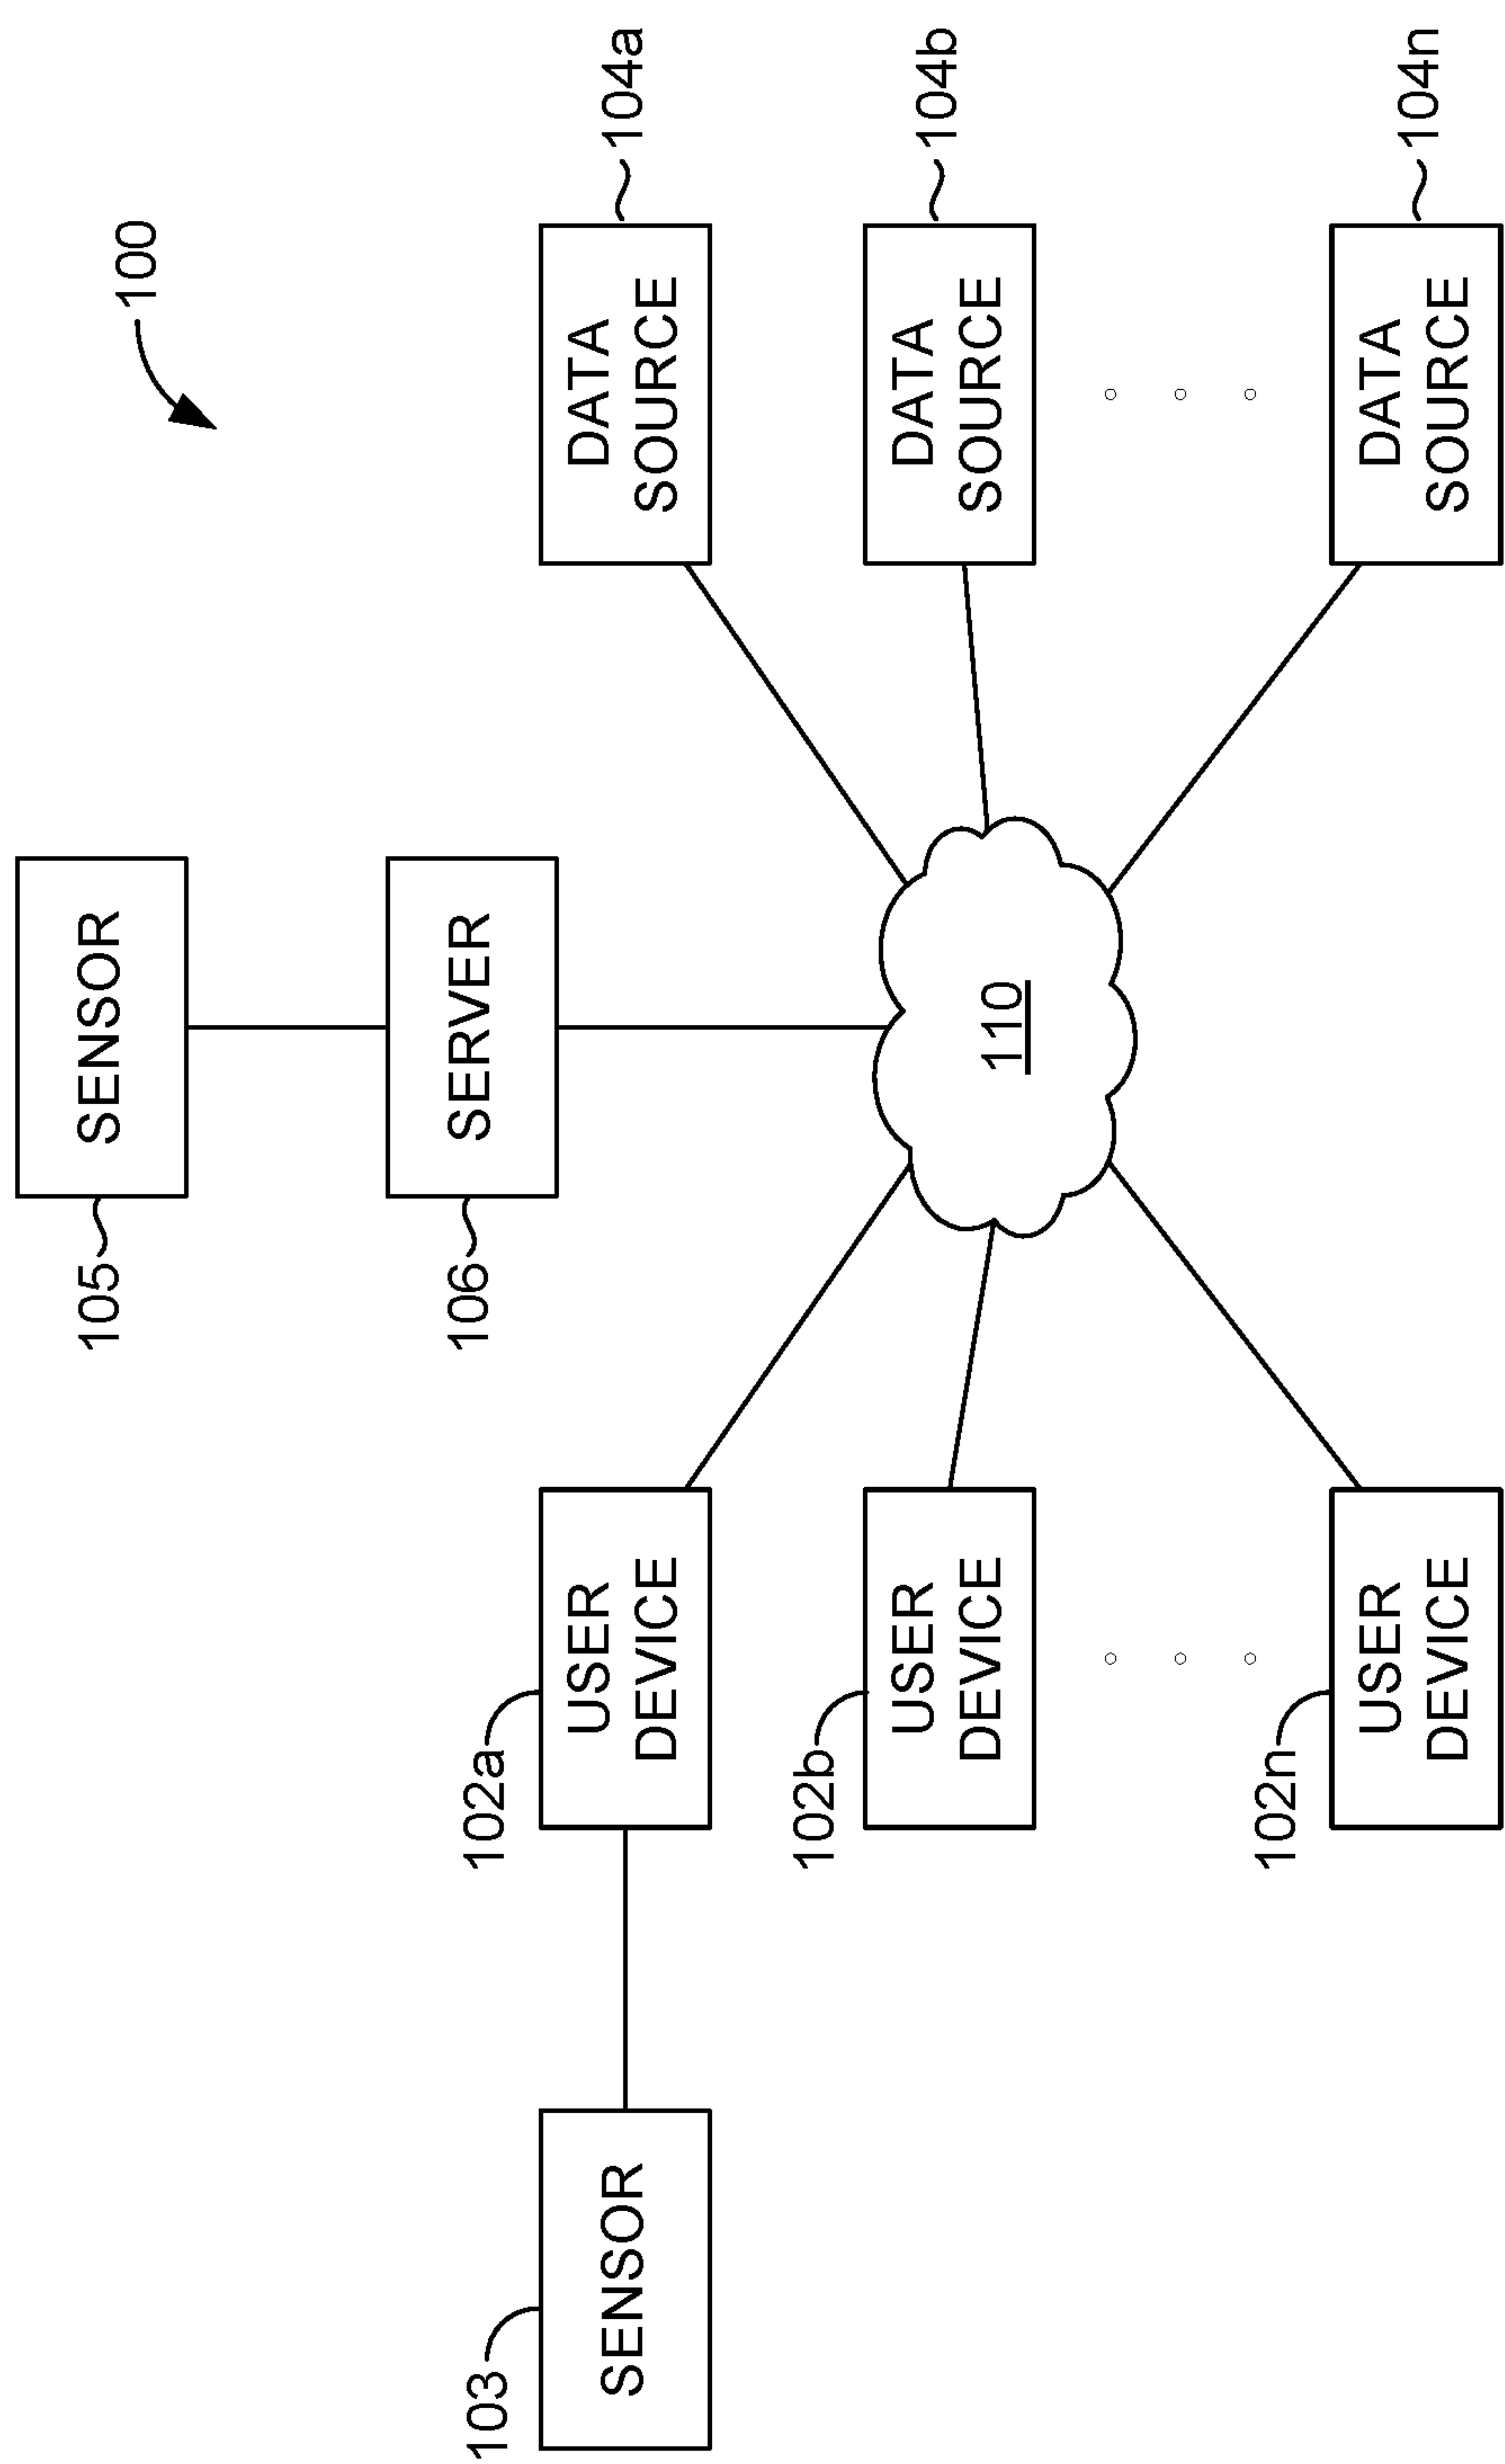 100
105
SENSOR
106
SERVER
103
SENSOR
102a
USER
DEVICE
DATA
SOURCE
104a
102b
USER
DEVICE
110
DATA
SOURCE
104b
102n
USER
DEVICE
DATA
SOURCE
104n